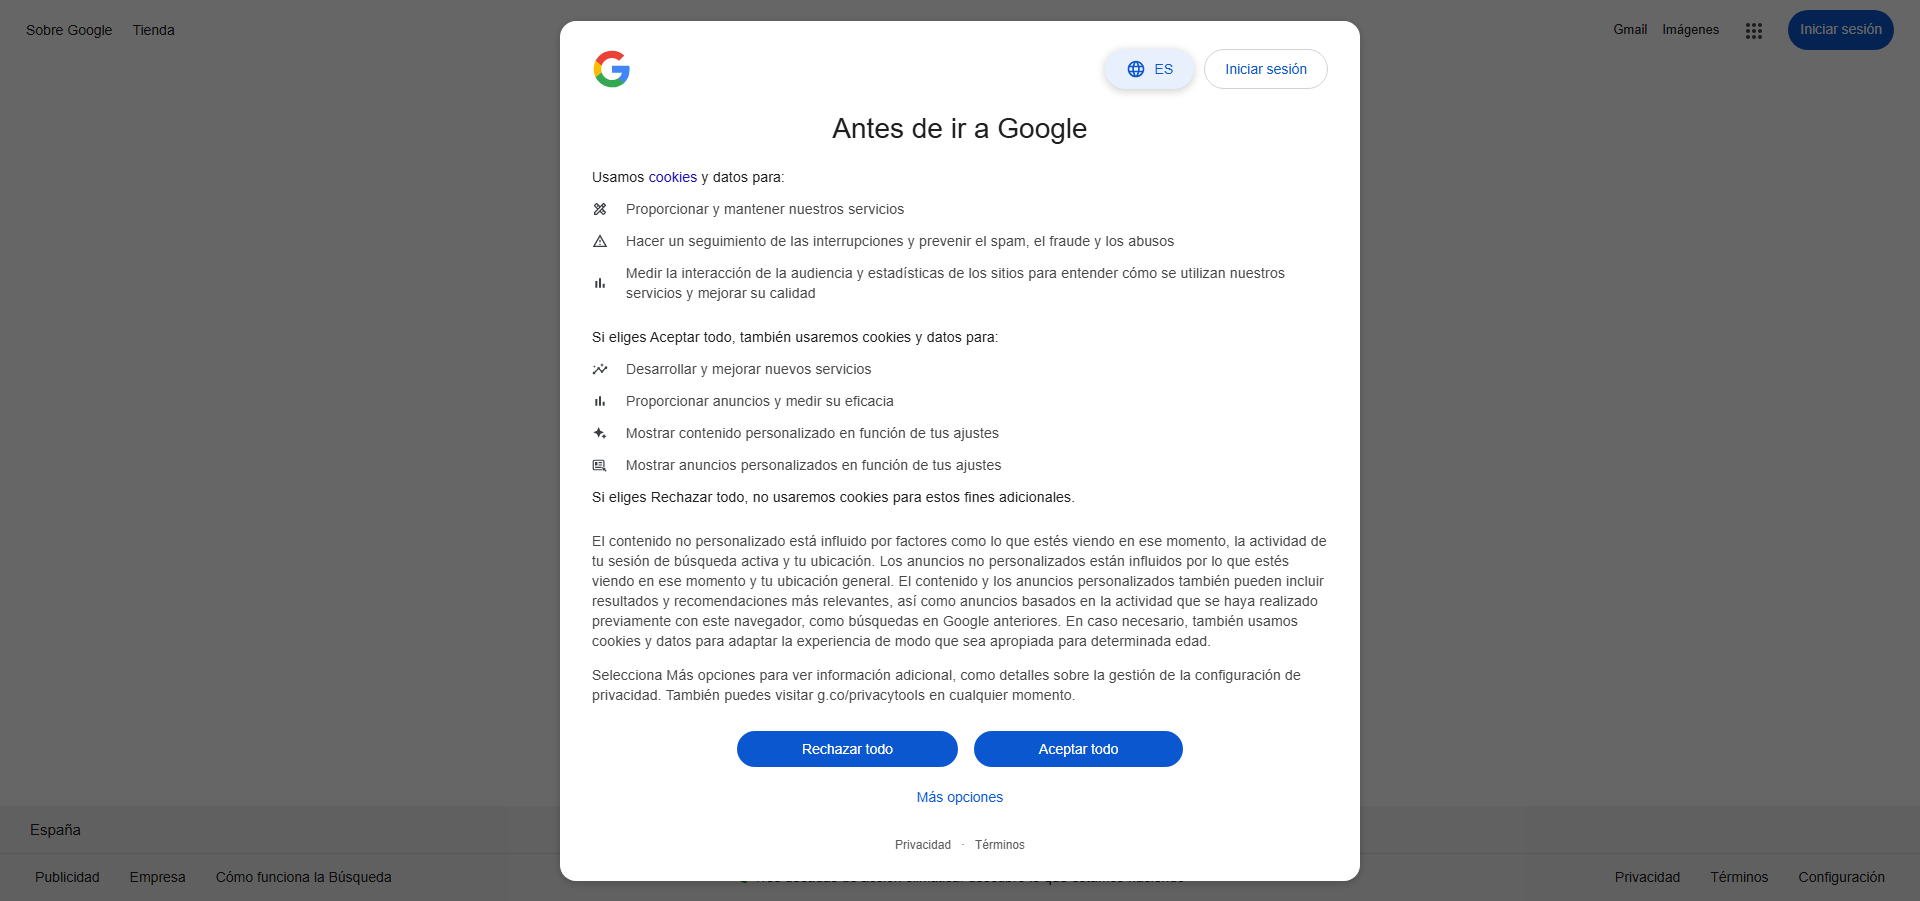 Sobre Google
Tienda
Gmail
Imágenes
Iniciar sesión
ES
Iniciar sesión
Antes de ir a Google
Usamos cookies y datos para:
Proporcionar y mantener nuestros servicios
Hacer un seguimiento de las interrupciones y prevenir el spam, el fraude y los abusos
Medir la interacción de la audiencia y estadísticas de los sitios para entender cómo se utilizan nuestros
servicios y mejorar su calidad
Si eliges Aceptar todo, también usaremos cookies y datos para:
Desarrollar y mejorar nuevos servicios
Proporcionar anuncios y medir su eficacia
Mostrar contenido personalizado en función de tus ajustes
Mostrar anuncios personalizados en función de tus ajustes
Si eliges Rechazar todo, no usaremos cookies para estos fines adicionales.
El contenido no personalizado está influido por factores como lo que estés viendo en ese momento, la actividad de
tu sesión de búsqueda activa y tu ubicación. Los anuncios no personalizados están influidos por lo que estés
viendo en ese momento y tu ubicación general. El contenido y los anuncios personalizados también pueden incluir
resultados y recomendaciones más relevantes, así como anuncios basados en la actividad que se haya realizado
previamente con este navegador, como búsquedas en Google anteriores. En caso necesario, también usamos
cookies y datos para adaptar la experiencia de modo que sea apropiada para determinada edad.
Selecciona Más opciones para ver información adicional, como detalles sobre la gestión de la configuración de
privacidad. También puedes visitar g.co/privacytools en cualquier momento.
Rechazar todo
Aceptar todo
Más opciones
Privacidad · Términos
España
Publicidad
Empresa
Cómo funciona la Búsqueda
Privacidad
Términos
Configuración